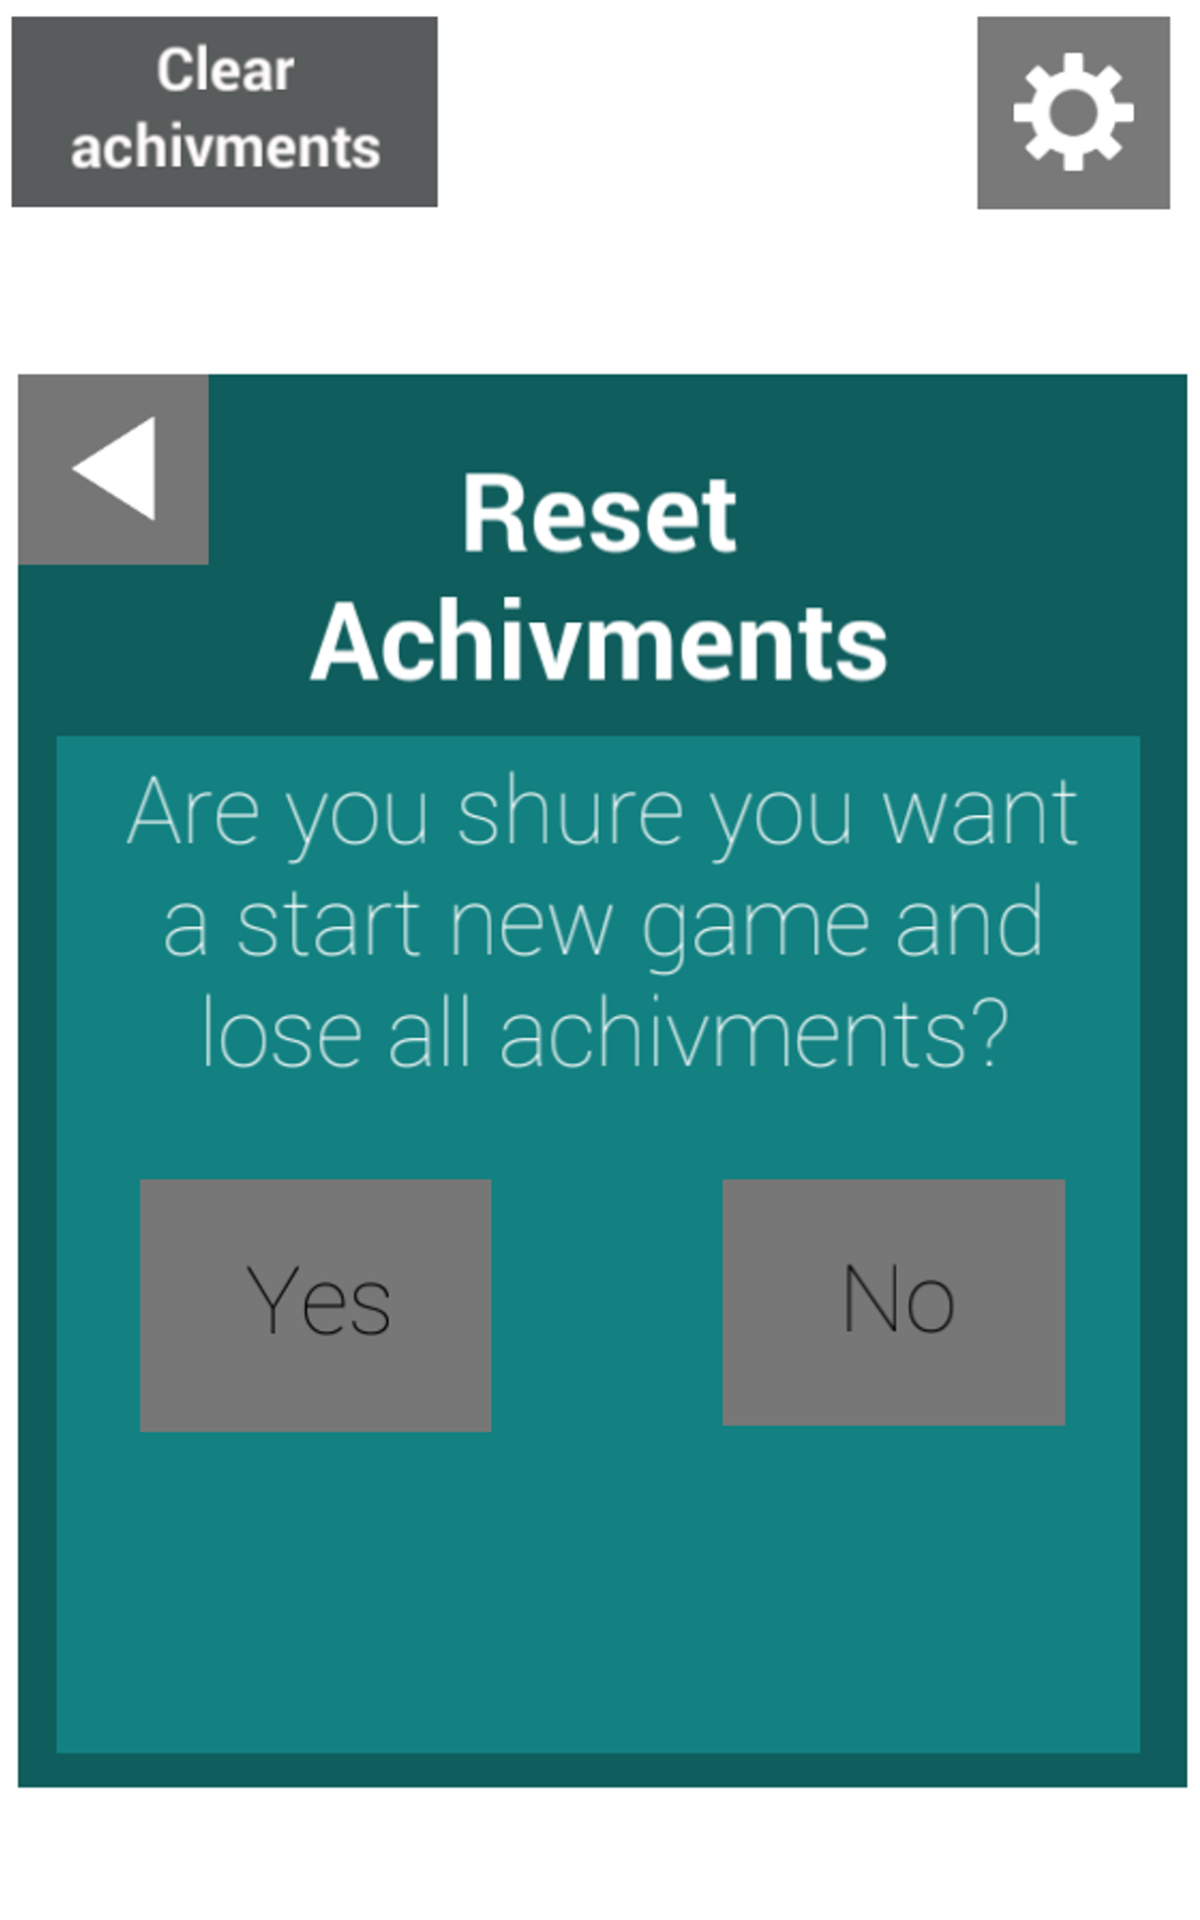 Clear
achivments
Reset
Achivments
Are you shure you want
a start new game and
lose all achivments?
Yes
No